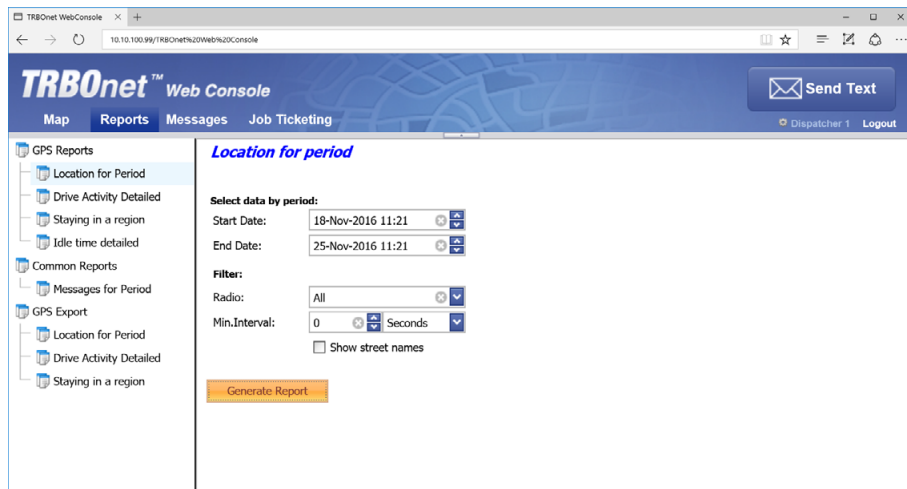 TRBOnet WebConsole
10.10.100.99/TRBOnet%20Web%20Console
TRBOnet™ Web Console
Send Text
Map Reports Messages Job Ticketing
Dispatcher 1 Logout
GPS Reports
Location for Period
Drive Activity Detailed
Staying in a region
Idle time detailed
Common Reports
Messages for Period
GPS Export
Location for Period
Drive Activity Detailed
Staying in a region
Location for period
Select data by period:
Start Date: 18-Nov-2016 11:21
End Date: 25-Nov-2016 11:21
Filter:
Radio: All
Min.Interval: 0 Seconds
Show street names
Generate Report